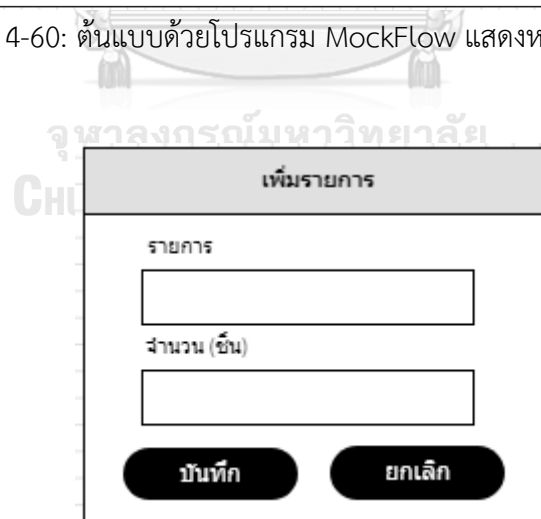 4-60: ต้นแบบด้วยโปรแกรม MockFlow แสดง
จุฬาลงกรณ์มหาวิทยาลัย
เพิ่มรายการ
รายการ
จำนวน (ชิ้น)
บันทึก ยกเลิก